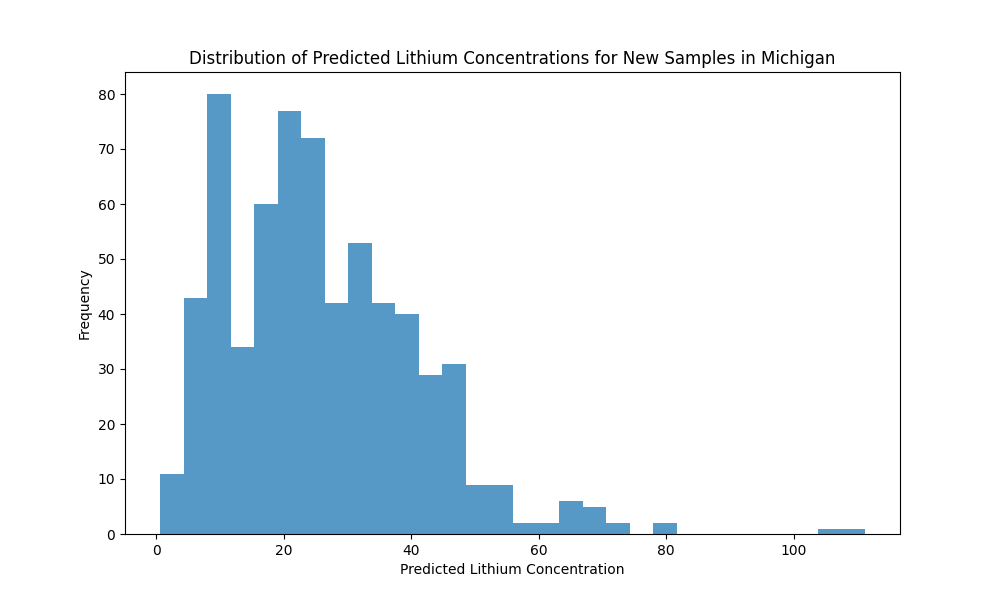 Distribution of Predicted Lithium Concentrations for New Samples in Michigan
80
70
60
50
40
30
20
10
0
Frequency
0 20 40 60 80 100
Predicted Lithium Concentration